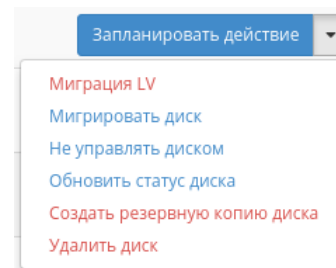 Запланировать действие
Миграция LV
Мигрировать диск
Не управлять диском
Обновить статус диска
Создать резервную копию диска
Удалить диск